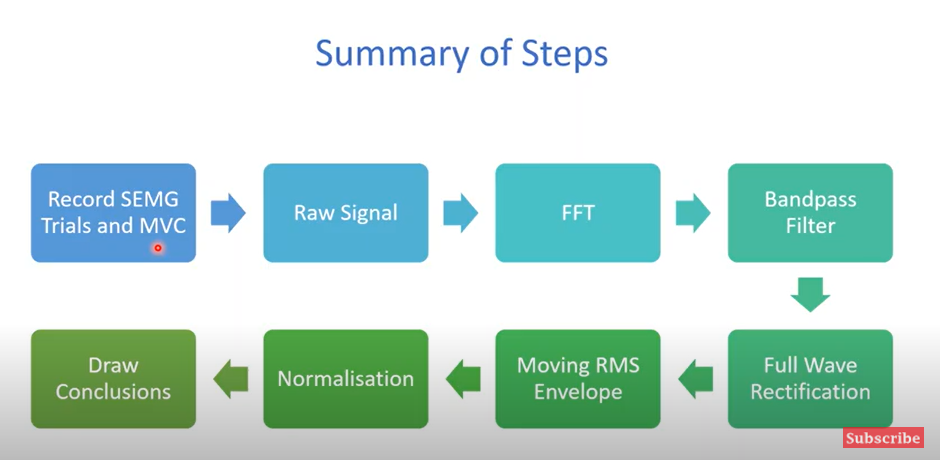 Summary of Steps
Record SEMG
Trials and MVC
Raw Signal
FFT
Bandpass
Filter
Full Wave
Rectification
Moving RMS
Envelope
Normalisation
Draw
Conclusions
Subscribe